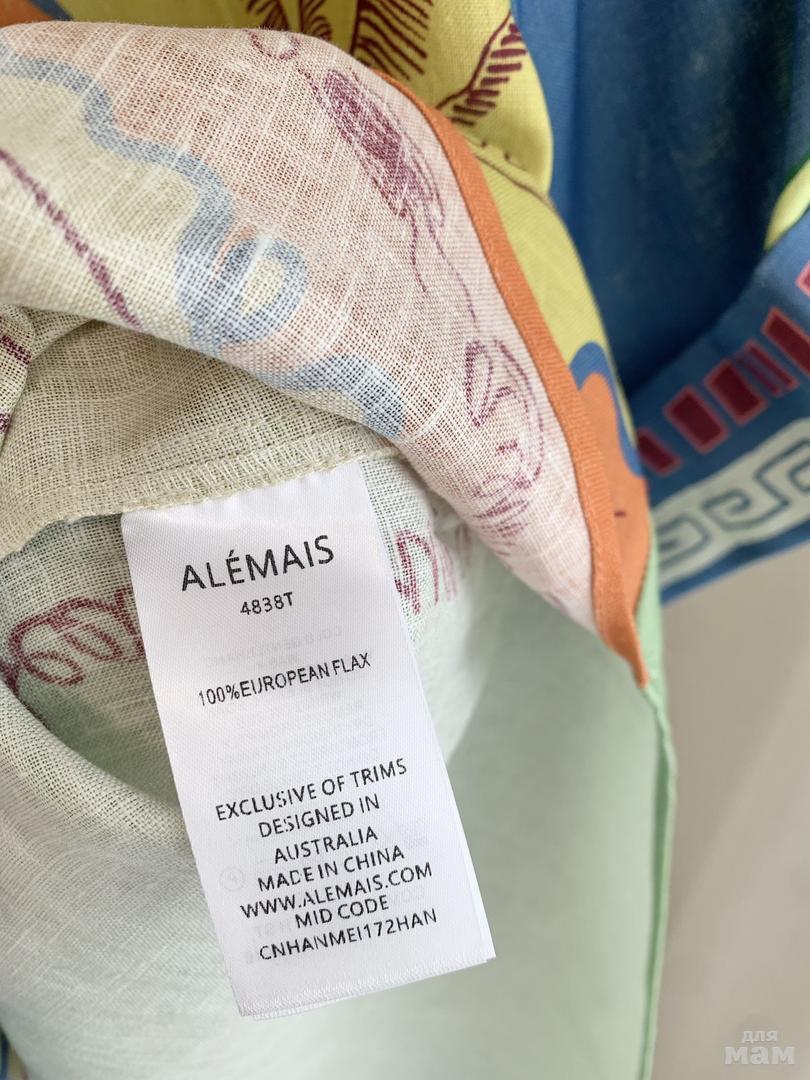 ALÉMAIS
4838T
100%EUROPEAN FLAX
EXCLUSIVE OF TRIMS
DESIGNED IN
AUSTRALIA
MADE IN CHINA
WWW.ALEMAIS.COM
MID CODE
CNHANMEI172HAN
для
мам